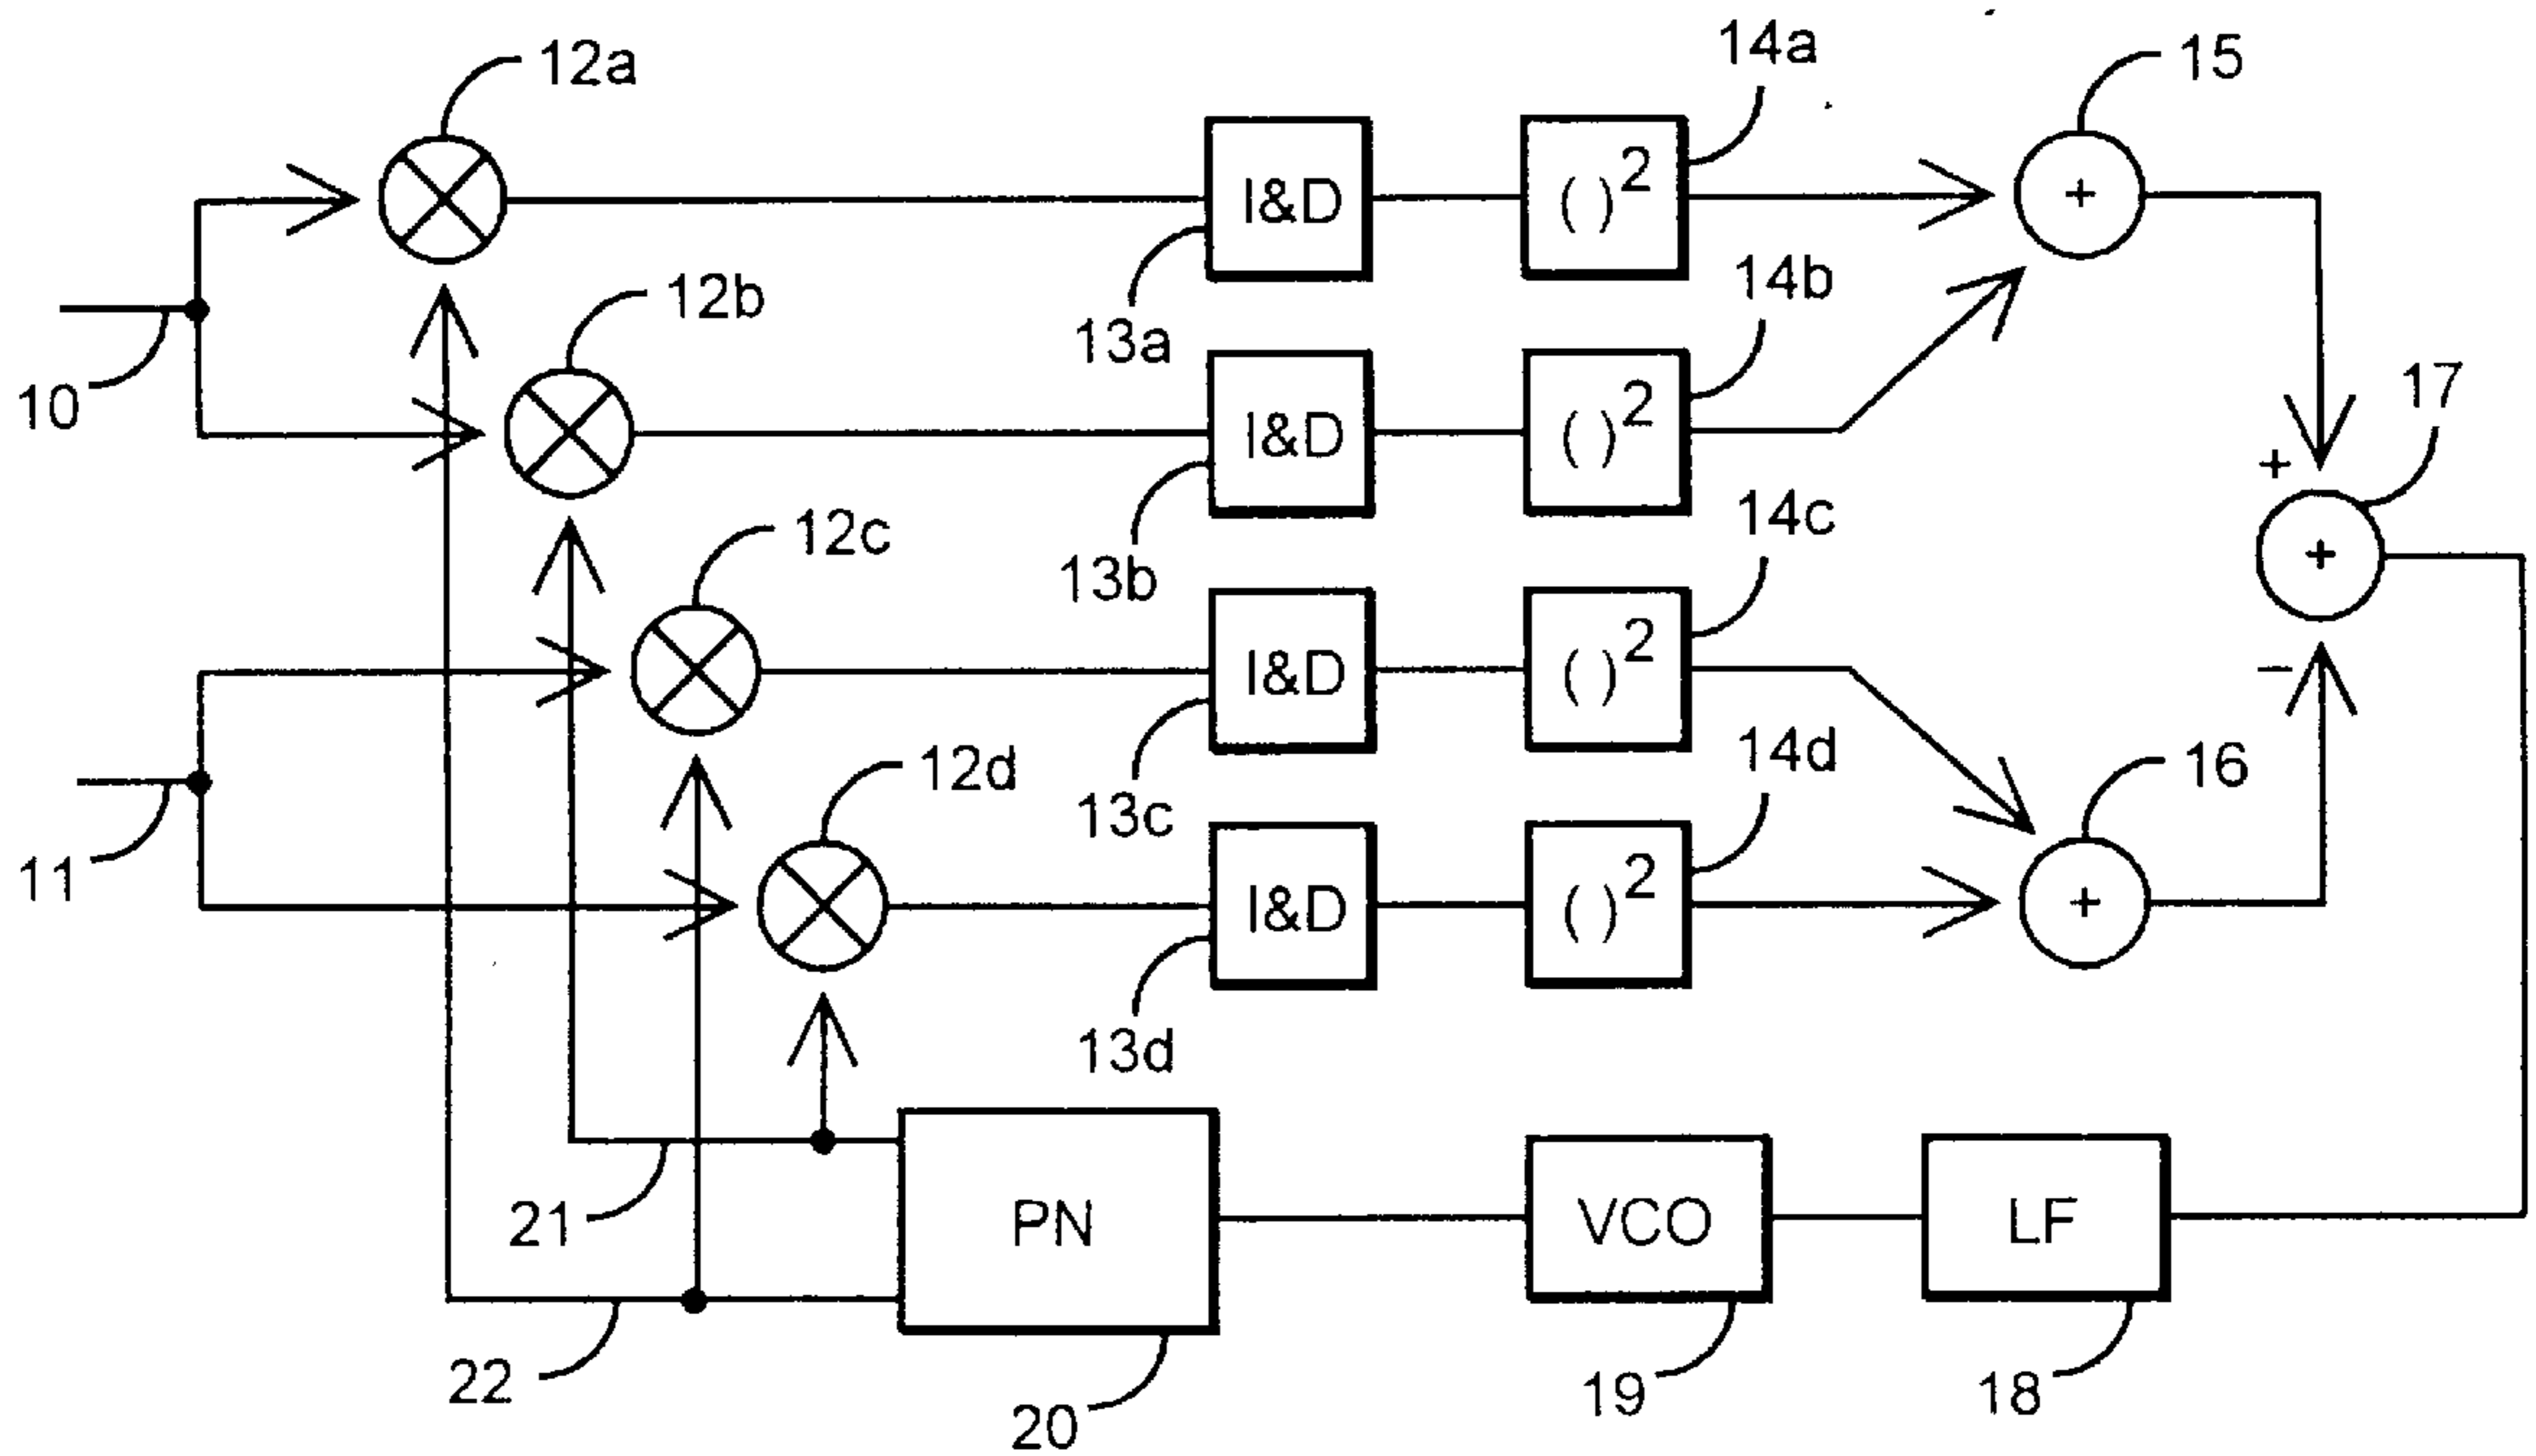 12a
14a
15
I&D
( )²
+
10
12b
13a
14b
I&D
( )²
17
+
+
12c
13b
14c
I&D
( )²
−
11
12d
13c
14d
16
I&D
( )²
+
13d
21
PN
VCO
LF
22
20
19
18